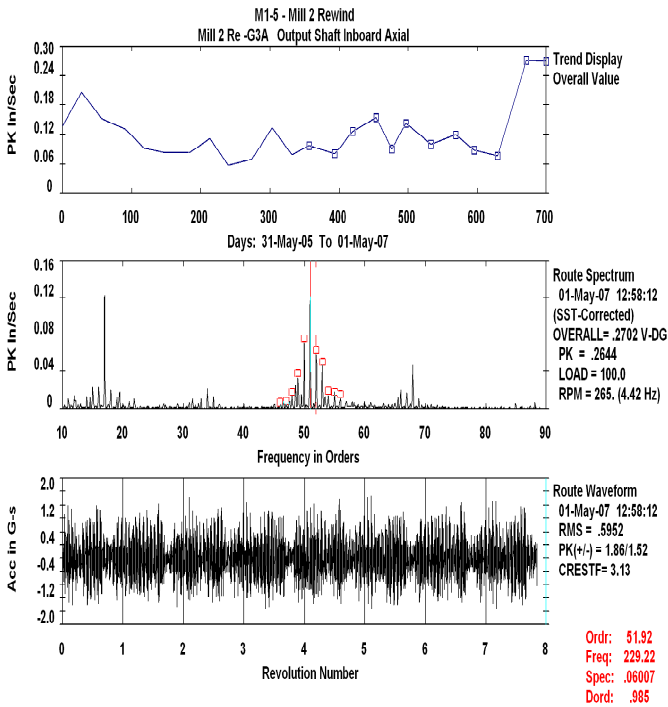 M1-5 - Mill 2 Rewind
Mill 2 Re -G3A Output Shaft Inboard Axial
0.30
0.24
0.18
0.12
0.06
0
PK In/Sec
0 100 200 300 400 500 600 700
Days: 31-May-05 To 01-May-07
Trend Display
Overall Value
0.16
0.12
0.08
0.04
0
PK In/Sec
10 20 30 40 50 60 70 80 90
Frequency in Orders
Route Spectrum
01-May-07 12:58:12
(SST-Corrected)
OVERALL= .2702 V-DG
PK = .2644
LOAD = 100.0
RPM = 265. (4.42 Hz)
2.0
1.2
0.4
-0.4
-1.2
-2.0
Acc in G-s
0 1 2 3 4 5 6 7 8
Revolution Number
Route Waveform
01-May-07 12:58:12
RMS = .5952
PK(+/-) = 1.86/1.52
CRESTF= 3.13
Ordr: 51.92
Freq: 229.22
Spec: .06007
Dord: .985